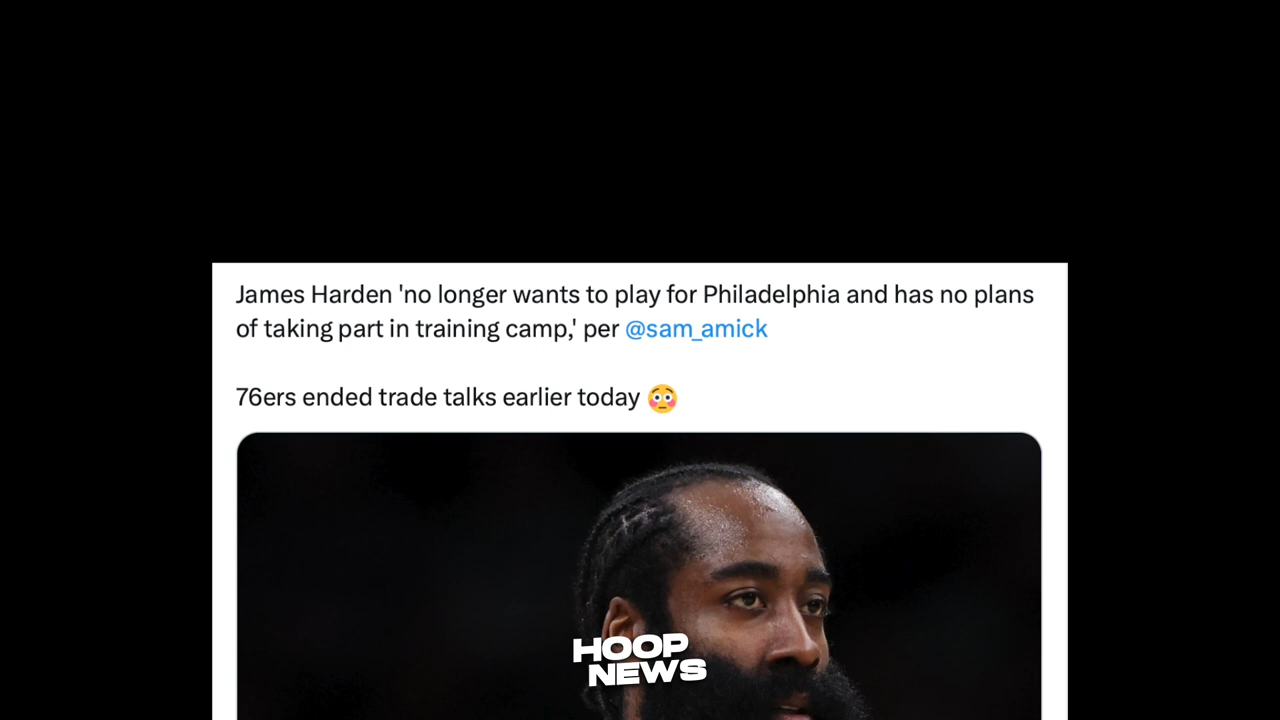 James Harden 'no longer wants to play for Philadelphia and has no plans
of taking part in training camp,' per @sam_amick
76ers ended trade talks earlier today 😳
HOOP
NEWS